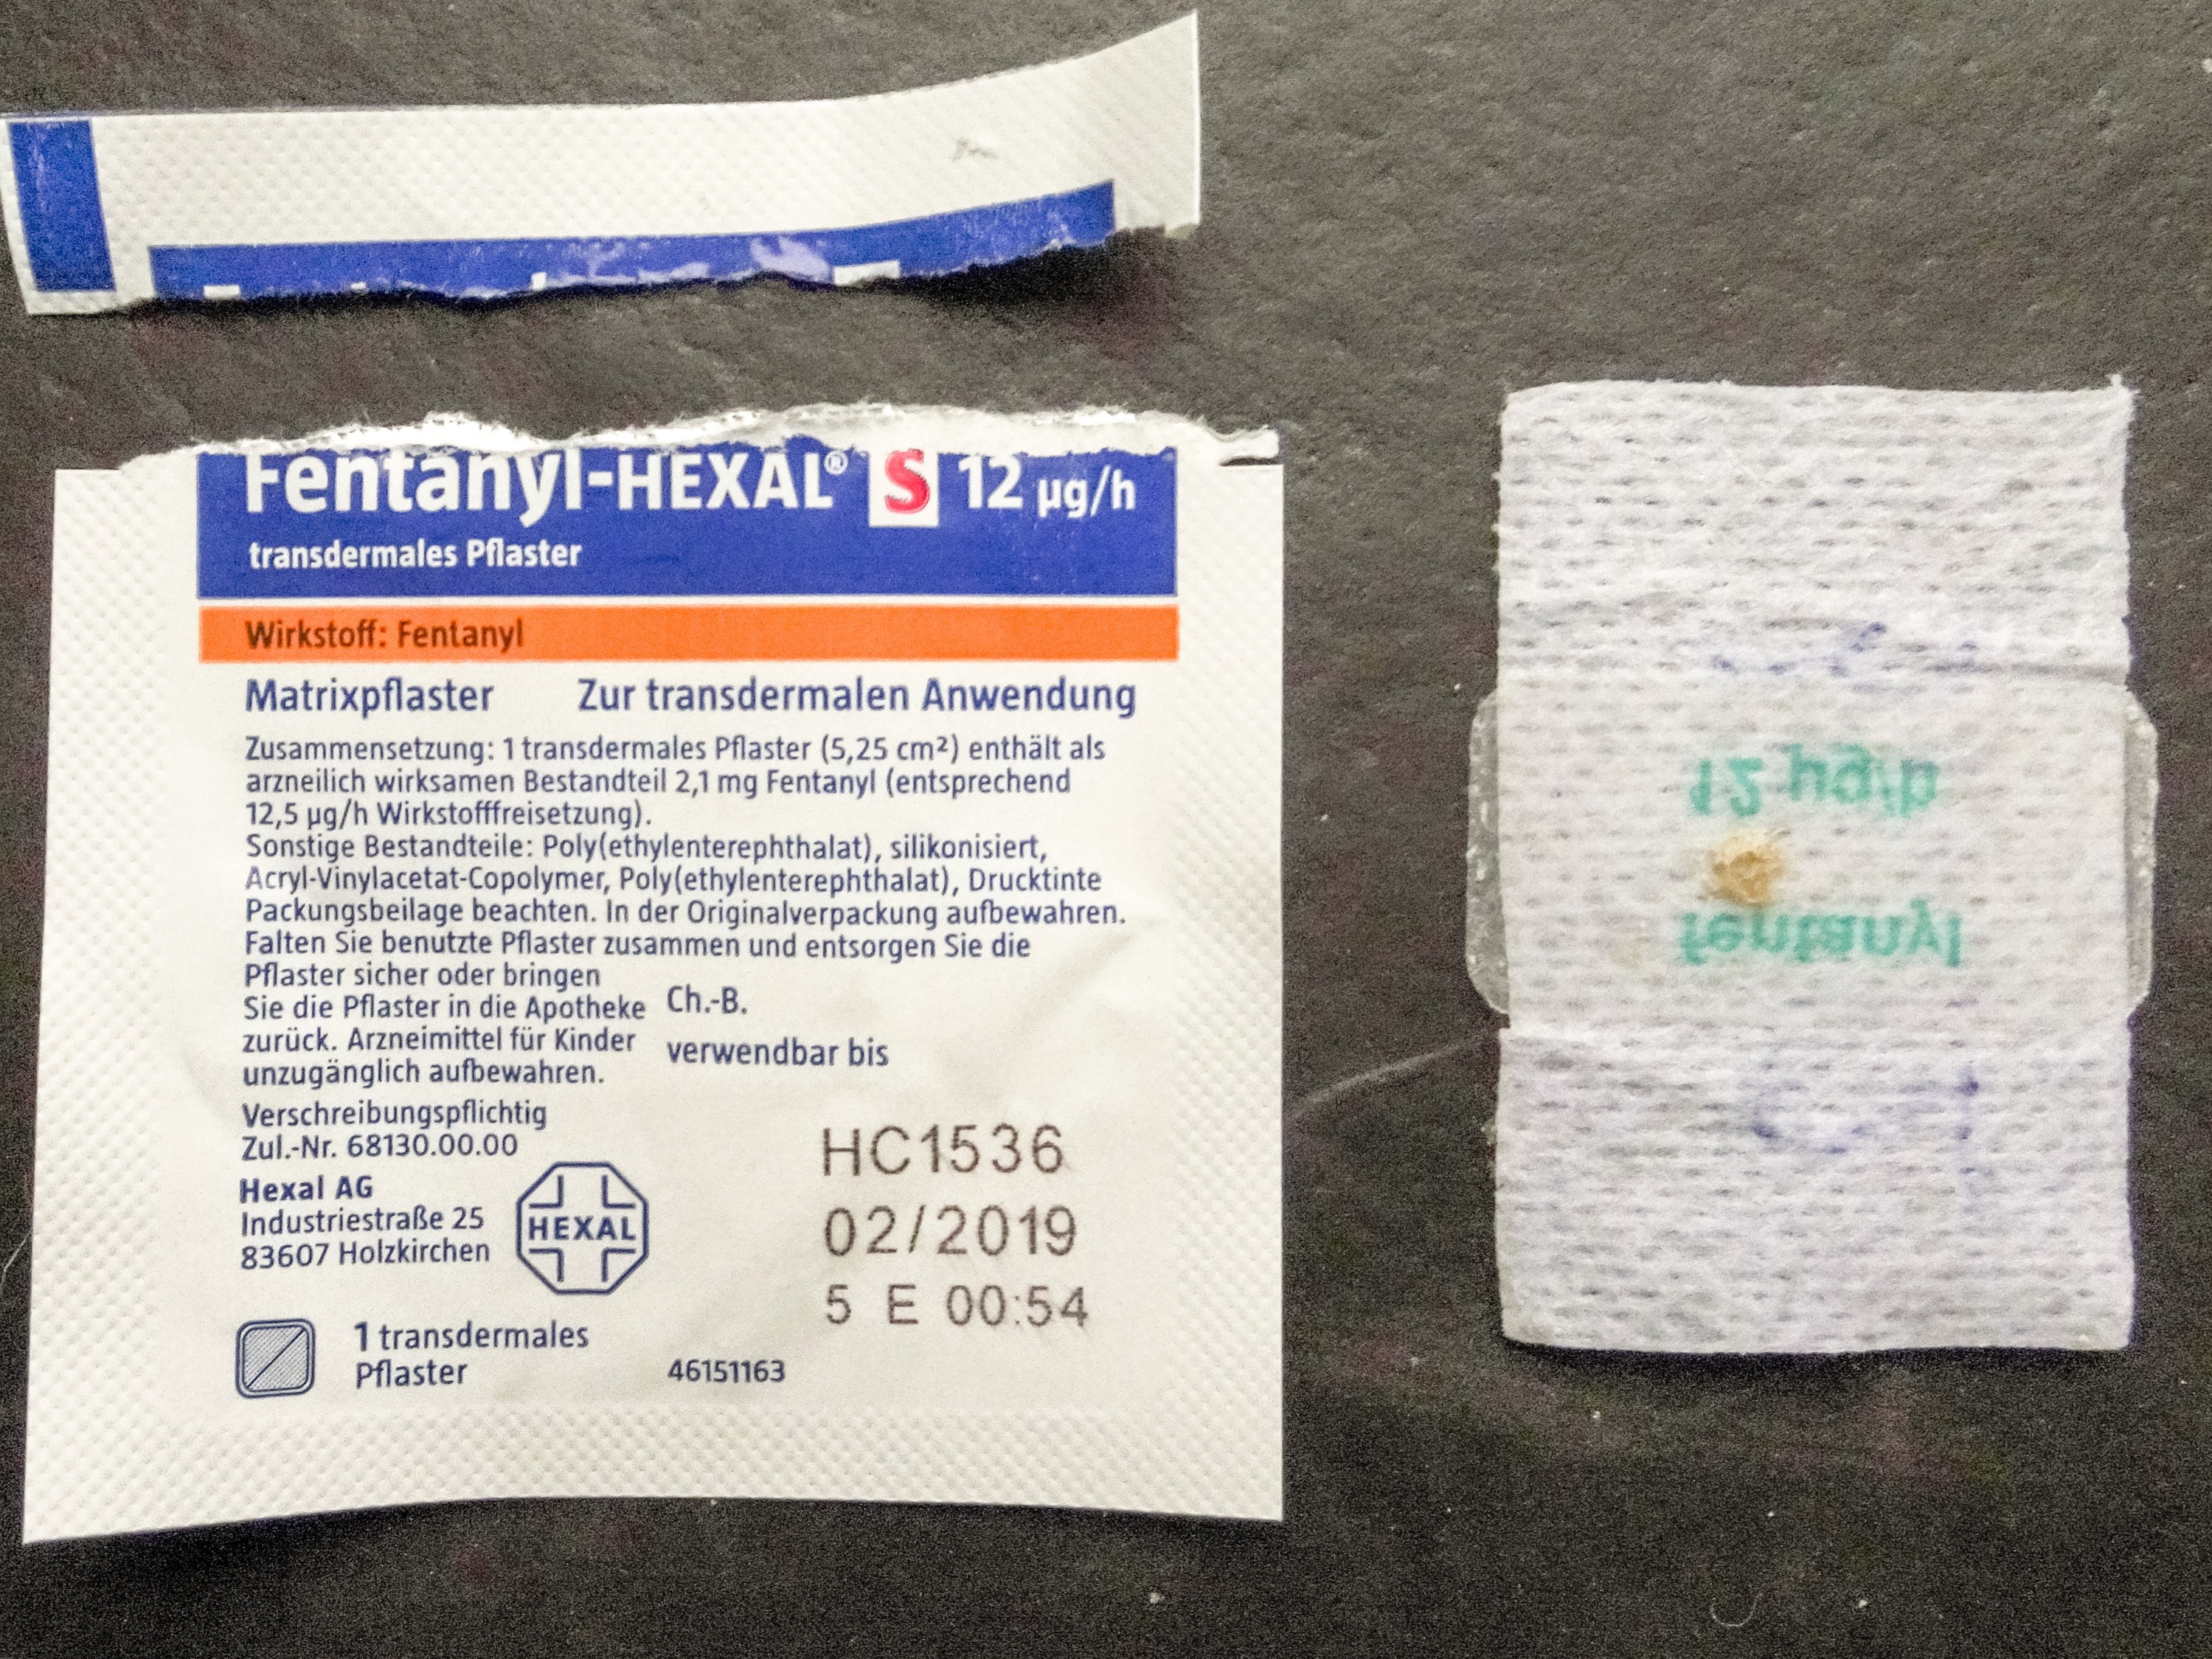 Fentanyl-HEXAL® S 12 µg/h
transdermales Pflaster
Wirkstoff: Fentanyl
Matrixpflaster Zur transdermalen Anwendung
Zusammensetzung: 1 transdermales Pflaster (5,25 cm²) enthält als
arzneilich wirksamen Bestandteil 2,1 mg Fentanyl (entsprechend
12,5 µg/h Wirkstofffreisetzung).
Sonstige Bestandteile: Poly(ethylenterephthalat), silikonisiert,
Acryl-Vinylacetat-Copolymer, Poly(ethylenterephthalat), Drucktinte
Packungsbeilage beachten. In der Originalverpackung aufbewahren.
Falten Sie benutzte Pflaster zusammen und entsorgen Sie die
Pflaster sicher oder bringen
Sie die Pflaster in die Apotheke
zurück. Arzneimittel für Kinder
unzugänglich aufbewahren.
Ch.-B.
verwendbar bis
Verschreibungspflichtig
Zul.-Nr. 68130.00.00
Hexal AG
Industriestraße 25
83607 Holzkirchen
HEXAL
HC1536
02/2019
5 E 00:54
1 transdermales
Pflaster
46151163
12 µg/h
fentanyl